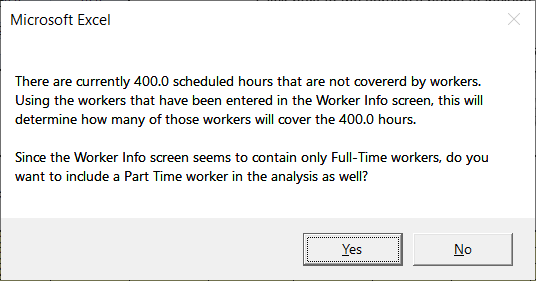 Microsoft Excel
There are currently 400.0 scheduled hours that are not covererd by workers.
Using the workers that have been entered in the Worker Info screen, this will
determine how many of those workers will cover the 400.0 hours.
Since the Worker Info screen seems to contain only Full-Time workers, do you
want to include a Part Time worker in the analysis as well?
Yes No